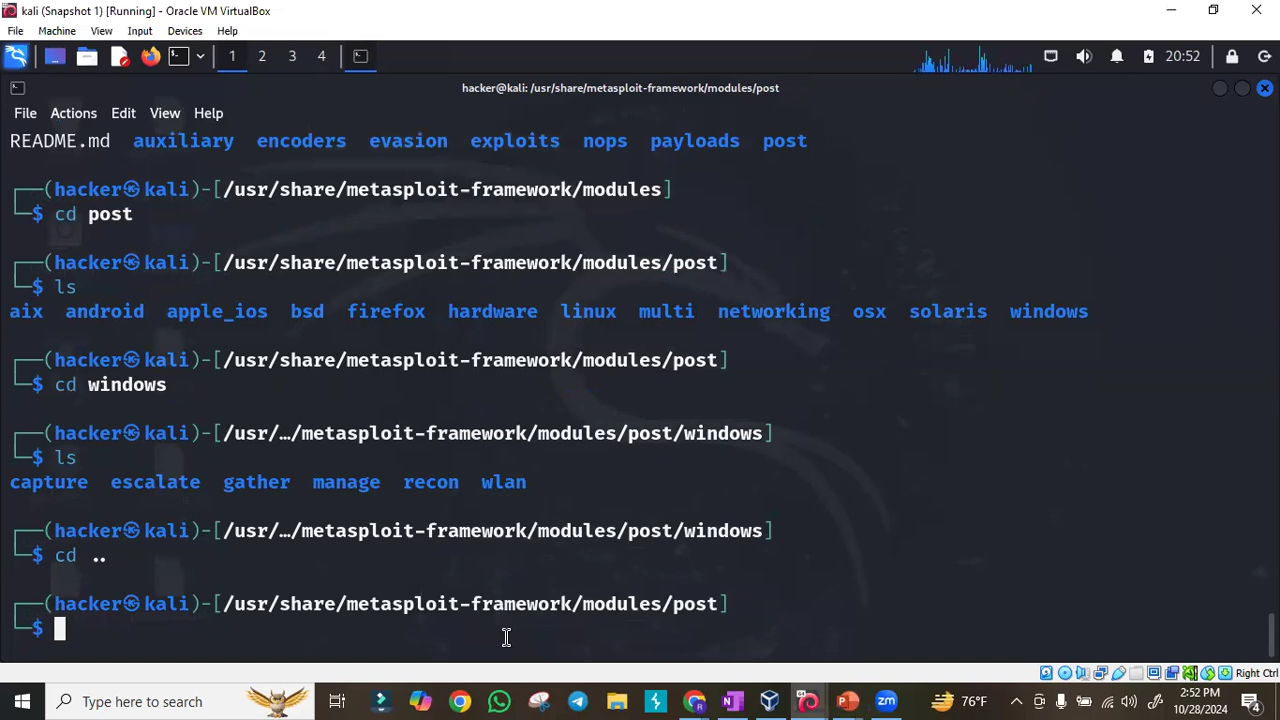 kali (Snapshot 1) [Running] - Oracle VM VirtualBox
File Machine View Input Devices Help
1 2 3 4 20:52
hacker@kali: /usr/share/metasploit-framework/modules/post
File Actions Edit View Help
README.md auxiliary encoders evasion exploits nops payloads post
┌──(hacker㉿kali)-[/usr/share/metasploit-framework/modules]
└─$ cd post
┌──(hacker㉿kali)-[/usr/share/metasploit-framework/modules/post]
└─$ ls
aix android apple_ios bsd firefox hardware linux multi networking osx solaris windows
┌──(hacker㉿kali)-[/usr/share/metasploit-framework/modules/post]
└─$ cd windows
┌──(hacker㉿kali)-[/usr/…/metasploit-framework/modules/post/windows]
└─$ ls
capture escalate gather manage recon wlan
┌──(hacker㉿kali)-[/usr/…/metasploit-framework/modules/post/windows]
└─$ cd ..
┌──(hacker㉿kali)-[/usr/share/metasploit-framework/modules/post]
└─$
Right Ctrl
Type here to search 76°F 2:52 PM
10/28/2024 4